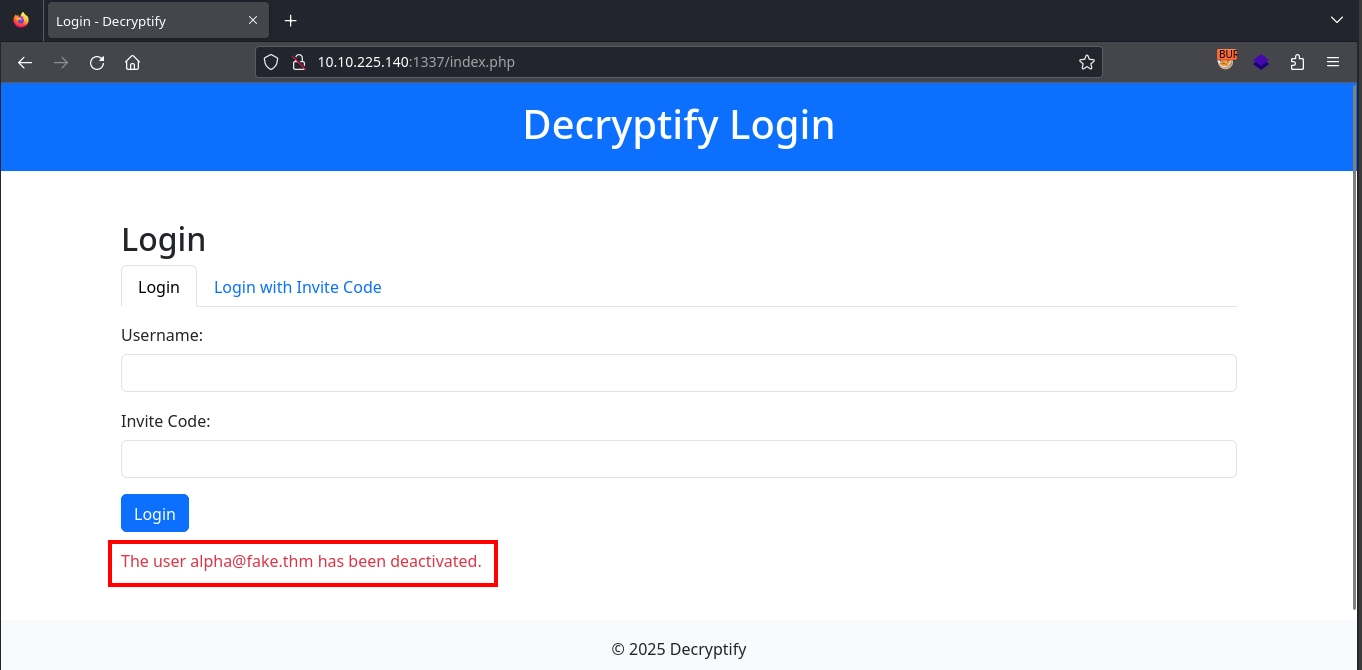 Login - Decryptify
10.10.225.140:1337/index.php
BUR
Decryptify Login
Login
Login
Login with Invite Code
Username:
Invite Code:
Login
The user alpha@fake.thm has been deactivated.
© 2025 Decryptify